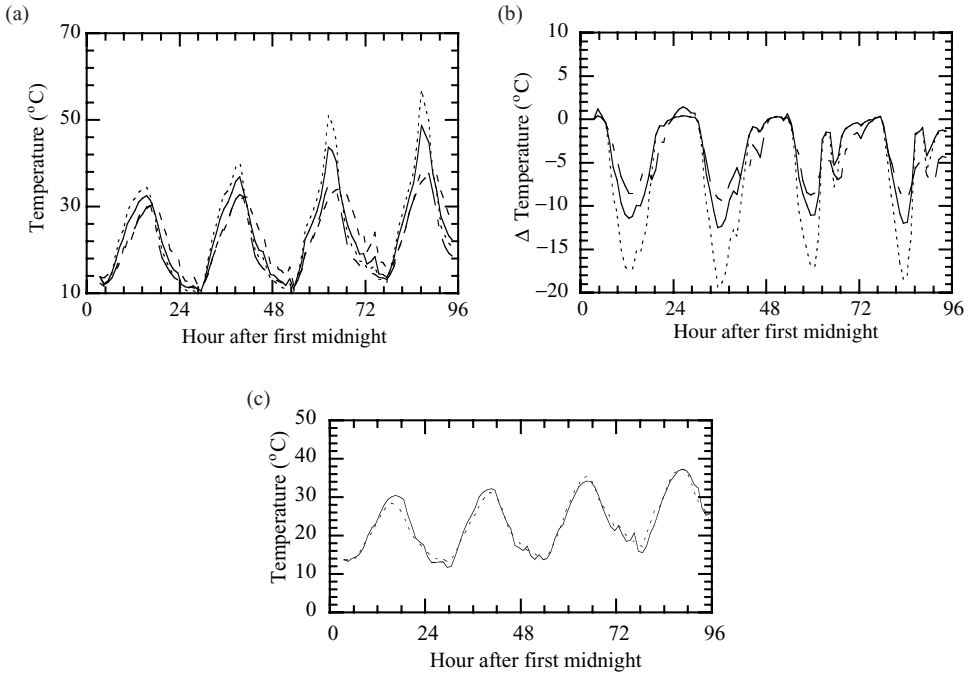 (a)
70
50
30
10
Temperature (°C)
0 24 48 72 96
Hour after first midnight
(b)
10
5
0
−5
−10
−15
−20
Δ Temperature (°C)
0 24 48 72 96
Hour after first midnight
(c)
50
40
30
20
10
0
Temperature (°C)
0 24 48 72 96
Hour after first midnight